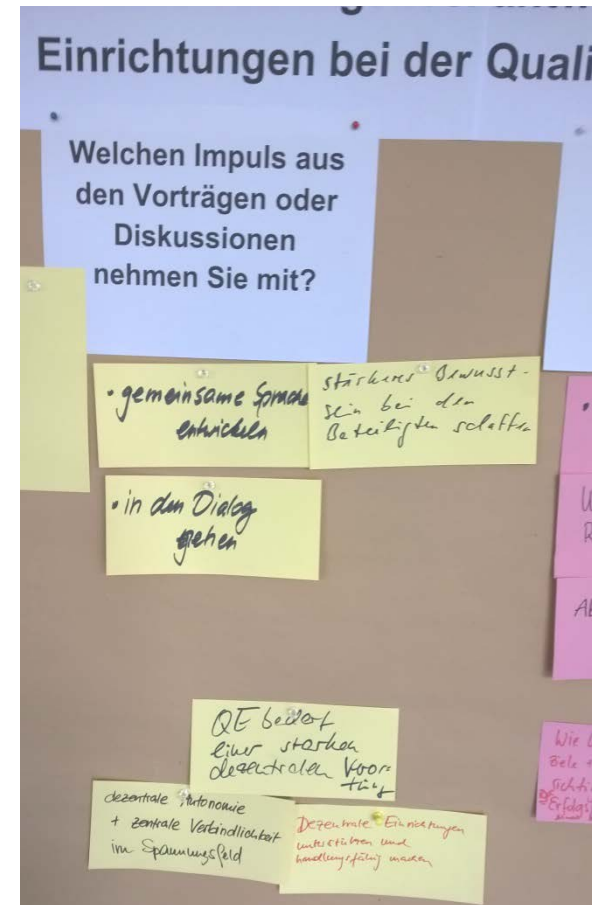 Einrichtungen bei der Quali
Welchen Impuls aus
den Vorträgen oder
Diskussionen
nehmen Sie mit?
• gemeinsame Sprache
entwickeln
stärkeres Bewusst-
sein bei den
Beteiligten schaffen
• in den Dialog
gehen
QE bedarf
einer starken
dezentralen
dezentrale Autonomie
+ zentrale Verbindlichkeit
im Spannungsfeld
Dezentrale Einrichtungen
unterstützen und
handlungsfähig machen
Wie
Ziele +